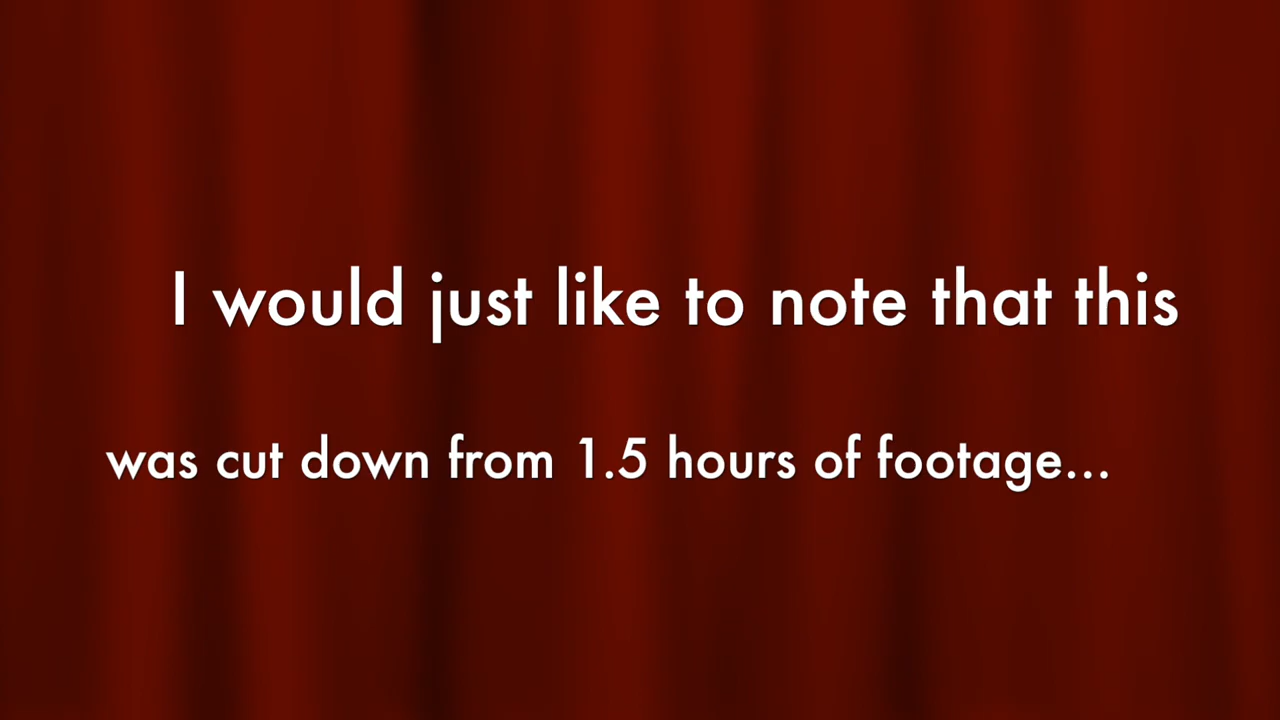 I would just like to note that this
was cut down from 1.5 hours of footage...